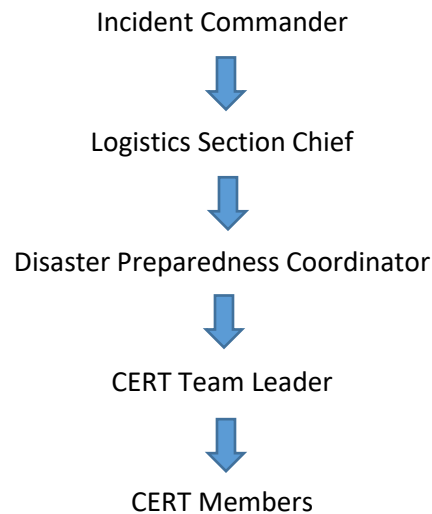 Incident Commander
Logistics Section Chief
Disaster Preparedness Coordinator
CERT Team Leader
CERT Members